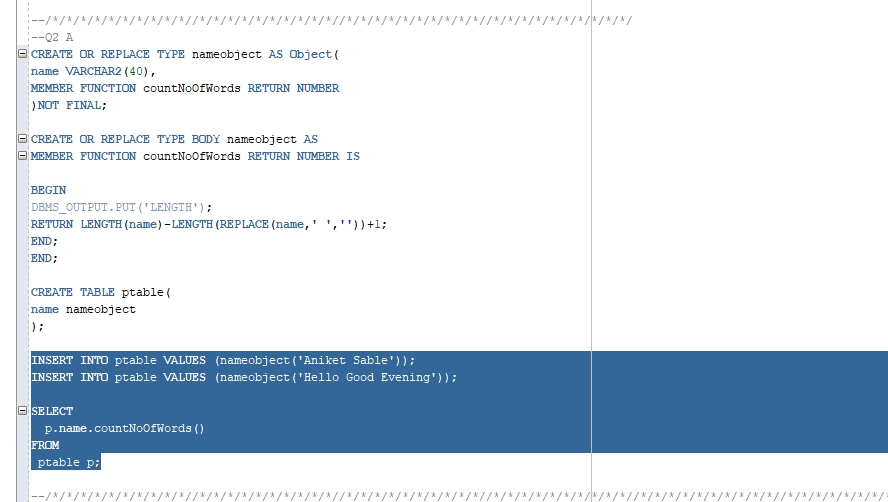 --/*/*/*/*/*/*/*/*/*/*//*/*/*/*/*/*/*/*/*/*//*/*/*/*/*/*/*/*/*/*//*/*/*/*/*/*/*/*/*/*/
--Q2 A
CREATE OR REPLACE TYPE nameobject AS Object(
name VARCHAR2(40),
MEMBER FUNCTION countNoOfWords RETURN NUMBER
)NOT FINAL;
CREATE OR REPLACE TYPE BODY nameobject AS
MEMBER FUNCTION countNoOfWords RETURN NUMBER IS
BEGIN
DBMS_OUTPUT.PUT('LENGTH');
RETURN LENGTH(name)-LENGTH(REPLACE(name,' ',''))+1;
END;
END;
CREATE TABLE ptable(
name nameobject
);
INSERT INTO ptable VALUES (nameobject('Aniket Sable'));
INSERT INTO ptable VALUES (nameobject('Hello Good Evening'));
SELECT
p.name.countNoOfWords()
FROM
ptable p;
--/*/*/*/*/*/*/*/*/*/*//*/*/*/*/*/*/*/*/*/*//*/*/*/*/*/*/*/*/*/*//*/*/*/*/*/*/*/*/*/*//*/*/*/*/*/*/*/*/*/*//*/*/*/*/*/*/